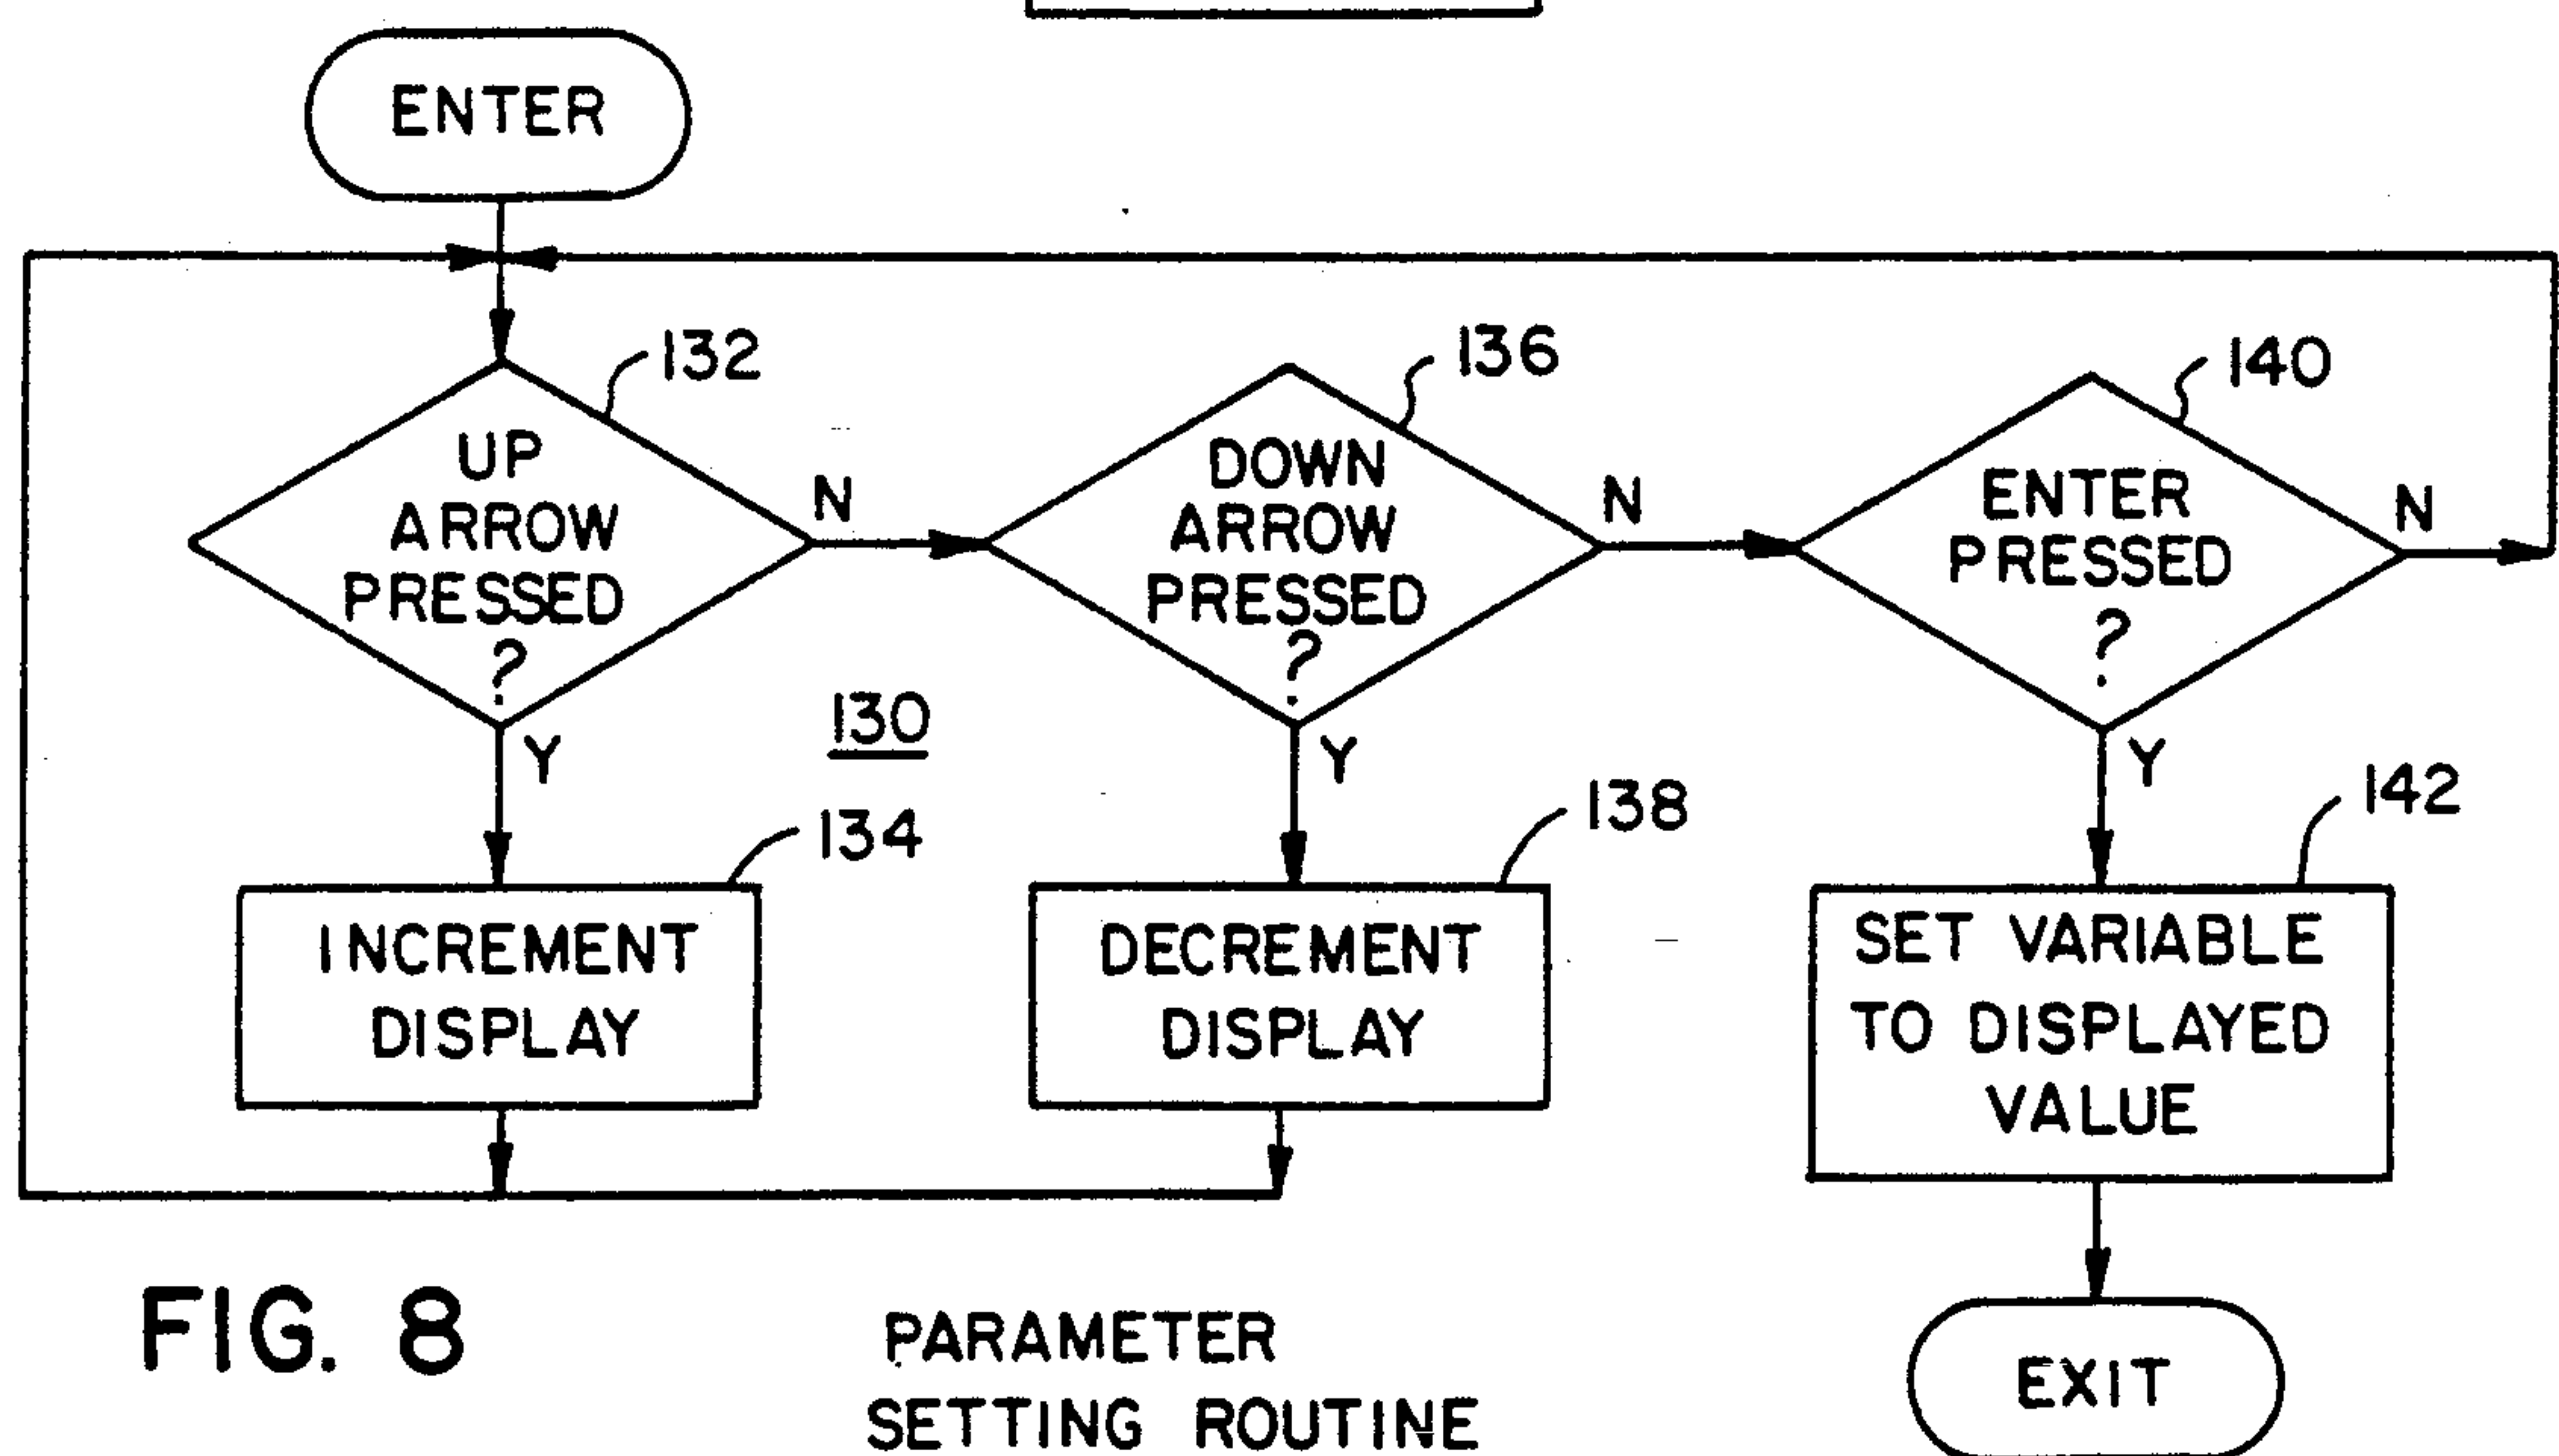 ENTER
132
UP
ARROW
PRESSED
?
N
Y
136
DOWN
ARROW
PRESSED
?
N
Y
140
ENTER
PRESSED
?
N
Y
130
134
INCREMENT
DISPLAY
138
DECREMENT
DISPLAY
142
SET VARIABLE
TO DISPLAYED
VALUE
EXIT
FIG. 8
PARAMETER
SETTING ROUTINE